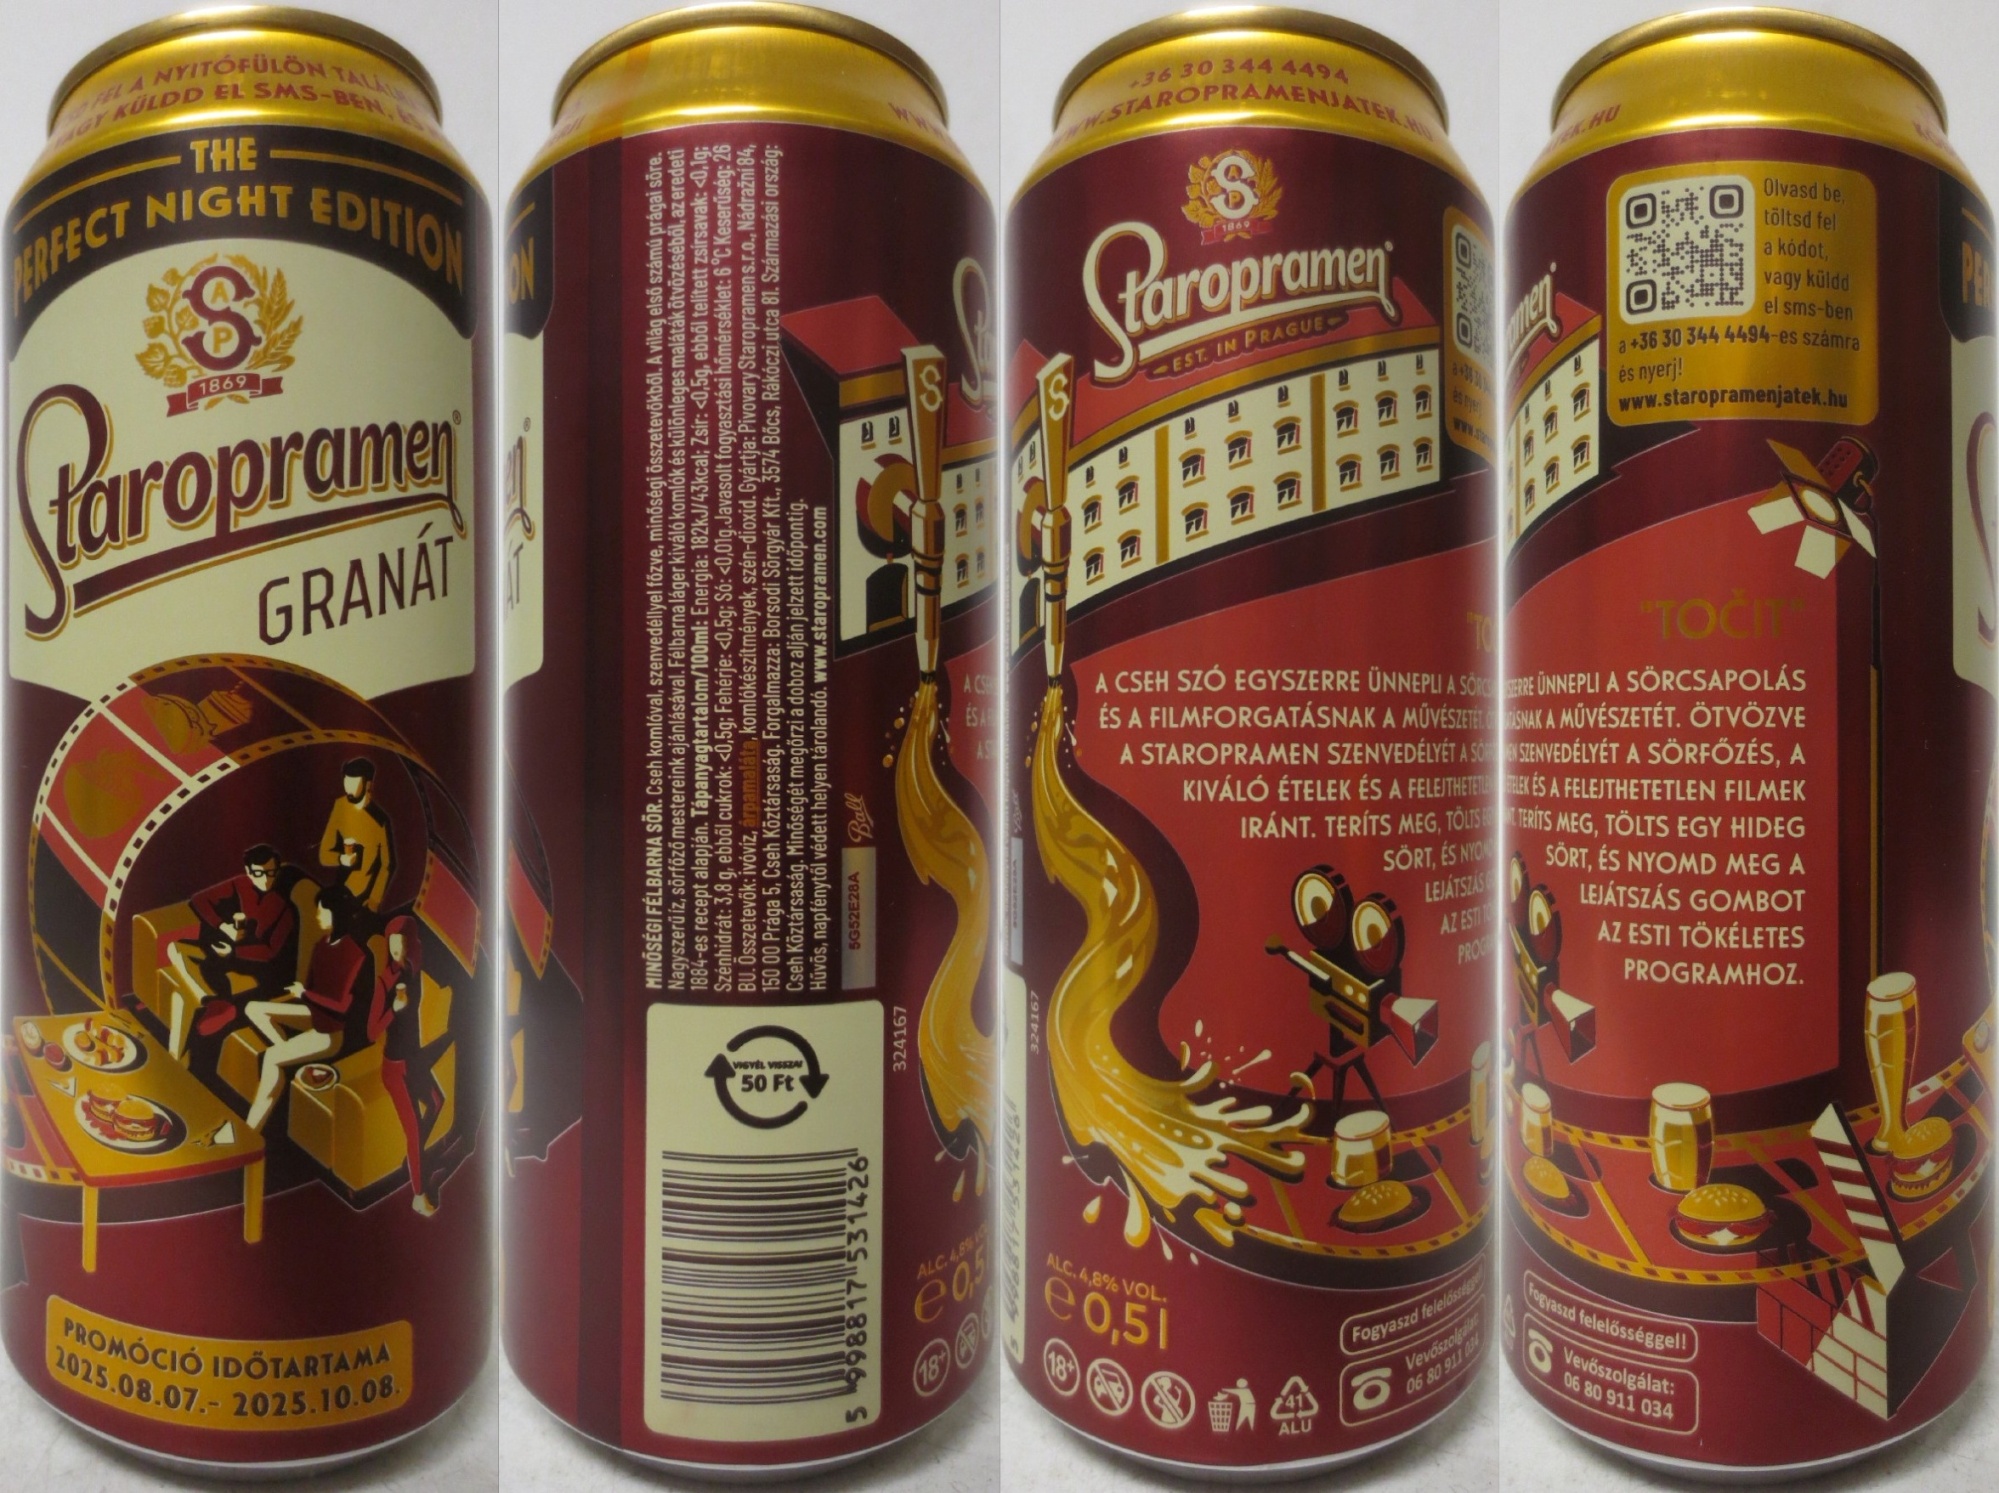 FEL A NYITÓFÜLÖN
VAGY KÜLDD EL SMS-BEN,
THE
PERFECT NIGHT EDITION
S
A
P
1869
Staropramen®
GRANÁT
PROMÓCIÓ IDŐTARTAMA
2025.08.07.- 2025.10.08.
MINŐSÉGI FÉLBARNA SÖR. Cseh komlóval, szenvedéllyel főzve, minőségi összetevőkből. A világ első számú prágai söre.
Nagyszerű íz, sörfőző mestereink ajánlásával. Félbarna láger kiváló komlók és különleges maláták ötvözéséből, az eredeti
1884-es recept alapján. Tápanyagtartalom/100ml: Energia: 182kJ/43kcal; Zsír: <0,5g, ebből telített zsírsavak: <0,1g;
Szénhidrát: 3,8 g, ebből cukrok: <0,5g; Fehérje: <0,5g; Só: <0,01g. Javasolt fogyasztási hőmérséklet: 6°C Keserűség: 26
BU. Összetevők: ivóvíz, árpamaláta, komlókészítmények, szén-dioxid. Gyártja: Pivovary Staropramen s.r.o., Nádražní 84,
150 00 Prága 5, Cseh Köztársaság. Forgalmazza: Borsodi Sörgyár Kft., 3574 Bőcs, Rákóczi utca 81. Származási ország:
Cseh Köztársaság. Minőségét megőrzi a doboz alján jelzett időpontig.
Hűvös, napfénytől védett helyen tárolandó. www.staropramen.com
Ball
5G52E28A
324167
VIGYÉL VISSZA!
50 Ft
5 998817 531426
+36 30 344 4494
WWW.STAROPRAMENJATEK.HU
S
A
P
1869
Staropramen®
EST. IN PRAGUE
S
Olvasd be,
töltsd fel
a kódot,
vagy küldd
el sms-ben
a +36 30 344 4494-es számra
és nyerj!
www.staropramenjatek.hu
"TOČIT"
A CSEH SZÓ EGYSZERRE ÜNNEPLI A SÖRCSAPOLÁS
ÉS A FILMFORGATÁSNAK A MŰVÉSZETÉT. ÖTVÖZVE
A STAROPRAMEN SZENVEDÉLYÉT A SÖRFŐZÉS, A
KIVÁLÓ ÉTELEK ÉS A FELEJTHETETLEN FILMEK
IRÁNT. TERÍTS MEG, TÖLTS EGY HIDEG
SÖRT, ÉS NYOMD MEG A
LEJÁTSZÁS GOMBOT
AZ ESTI TÖKÉLETES
PROGRAMHOZ.
ALC. 4,8% VOL.
e 0,5 l
18+
41
ALU
Fogyaszd felelősséggel!
Vevőszolgálat:
06 80 911 034